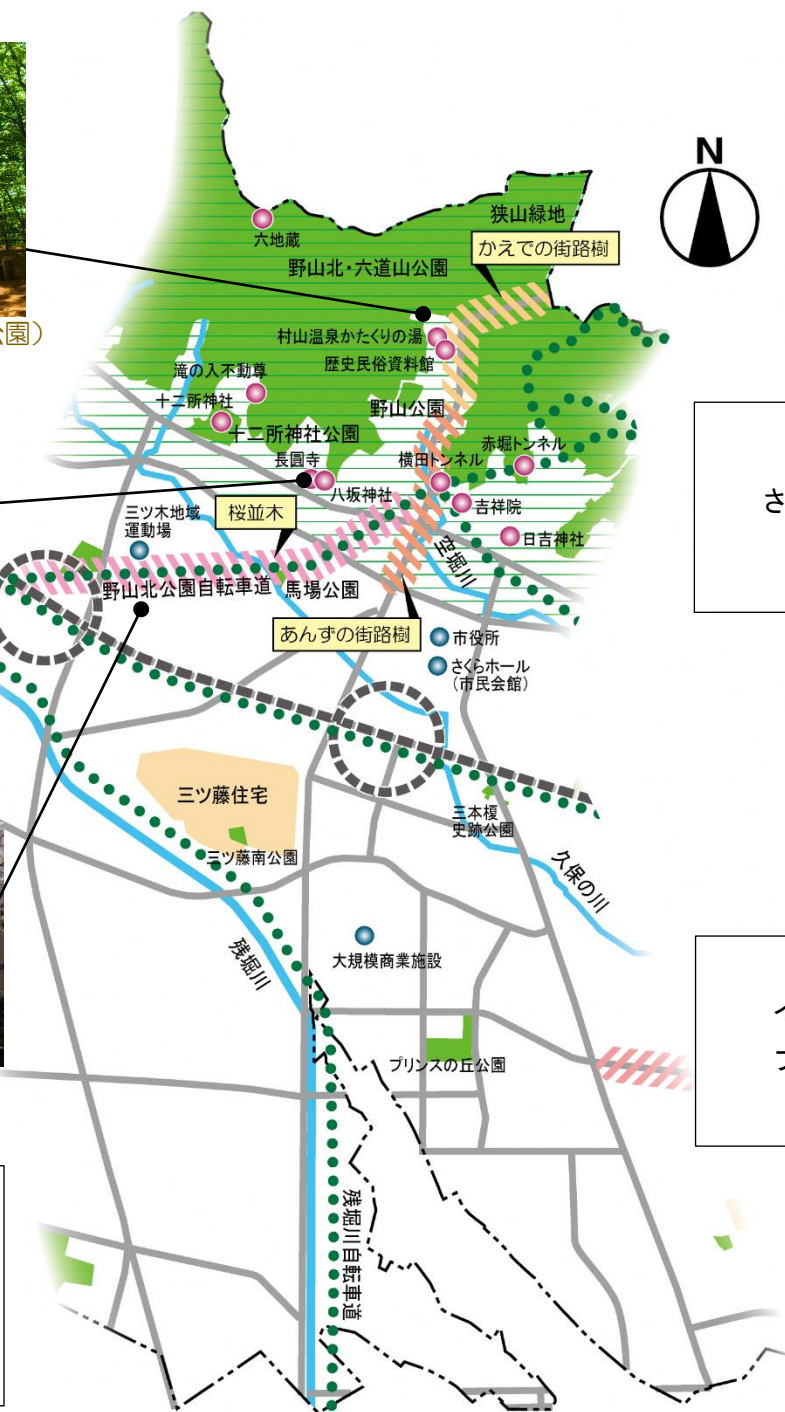 N
狭山緑地
かえでの街路樹
六地蔵
野山北・六道山公園
公園）
村山温泉かたくりの湯
歴史民俗資料館
滝の入不動尊
十二所神社
野山公園
十二所神社公園
赤堀トンネル
長圓寺
横田トンネル
八坂神社
吉祥院
桜並木
三ツ木地域
運動場
日吉神社
空堀川
野山北公園自転車道
馬場公園
あんずの街路樹
市役所
さくらホール
（市民会館）
三ツ藤住宅
三本榎
史跡公園
三ツ藤南公園
久保の川
残堀川
大規模商業施設
プリンスの丘公園
残堀川自転車道
さ